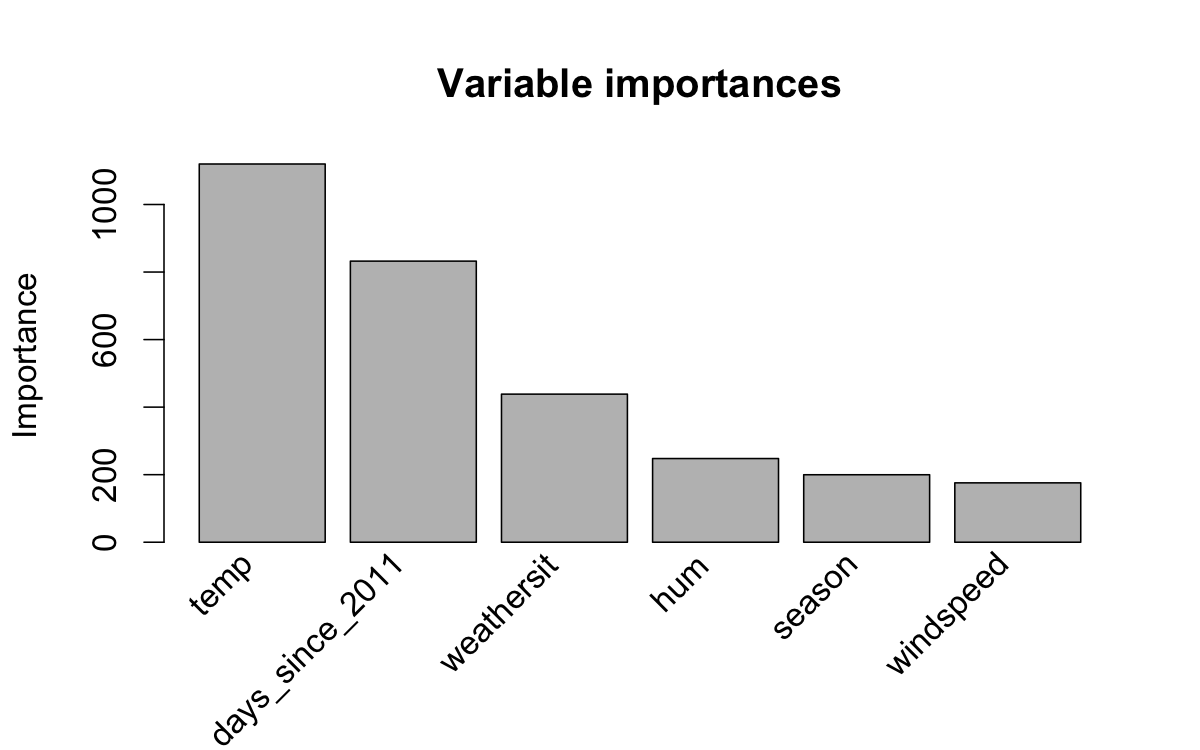 Variable importances
Importance
1000
600
200
0
temp
days_since_2011
weathersit
hum
season
windspeed